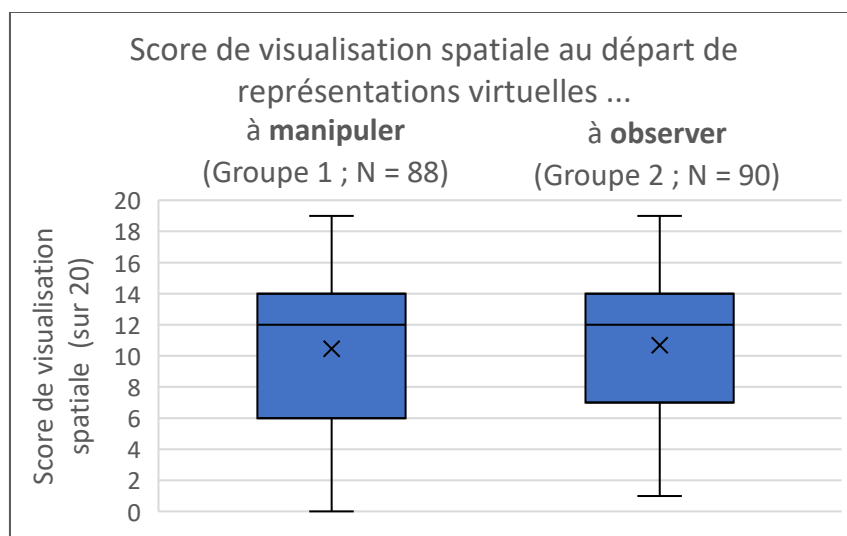 Score de visualisation spatiale au départ de
représentations virtuelles ...
à manipuler
(Groupe 1 ; N = 88)
à observer
(Groupe 2 ; N = 90)
Score de visualisation
spatiale (sur 20)
20
18
16
14
12
10
8
6
4
2
0